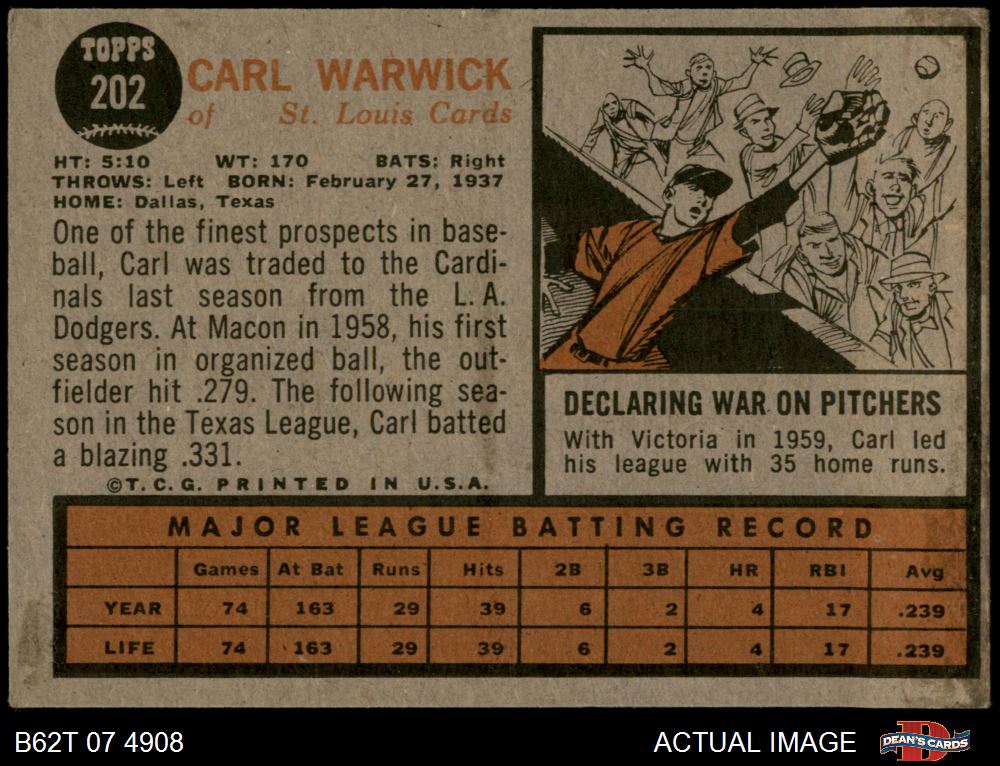 TOPPS
202
CARL WARWICK
of St. Louis Cards
HT: 5:10 WT: 170 BATS: Right
THROWS: Left BORN: February 27, 1937
HOME: Dallas, Texas
One of the finest prospects in base-
ball, Carl was traded to the Cardi-
nals last season from the L.A.
Dodgers. At Macon in 1958, his first
season in organized ball, the out-
fielder hit .279. The following sea-
son in the Texas League, Carl batted
a blazing .331.
©T.C.G. PRINTED IN U.S.A.
DECLARING WAR ON PITCHERS
With Victoria in 1959, Carl led
his league with 35 home runs.
MAJOR LEAGUE BATTING RECORD
Games At Bat Runs Hits 2B 3B HR RBI Avg
YEAR 74 163 29 39 6 2 4 17 .239
LIFE 74 163 29 39 6 2 4 17 .239
B62T 07 4908
ACTUAL IMAGE
D
DEAN'S CARDS